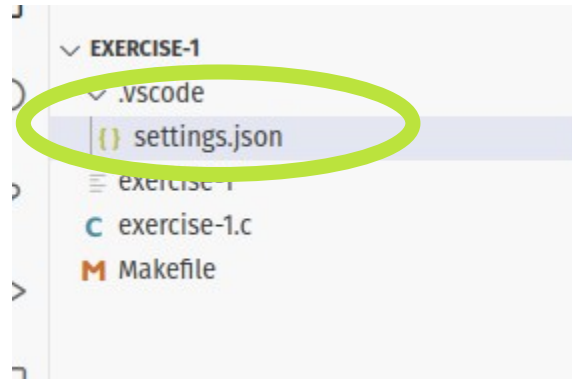 EXERCISE-1
.vscode
{} settings.json
exercise-1
C exercise-1.c
M Makefile